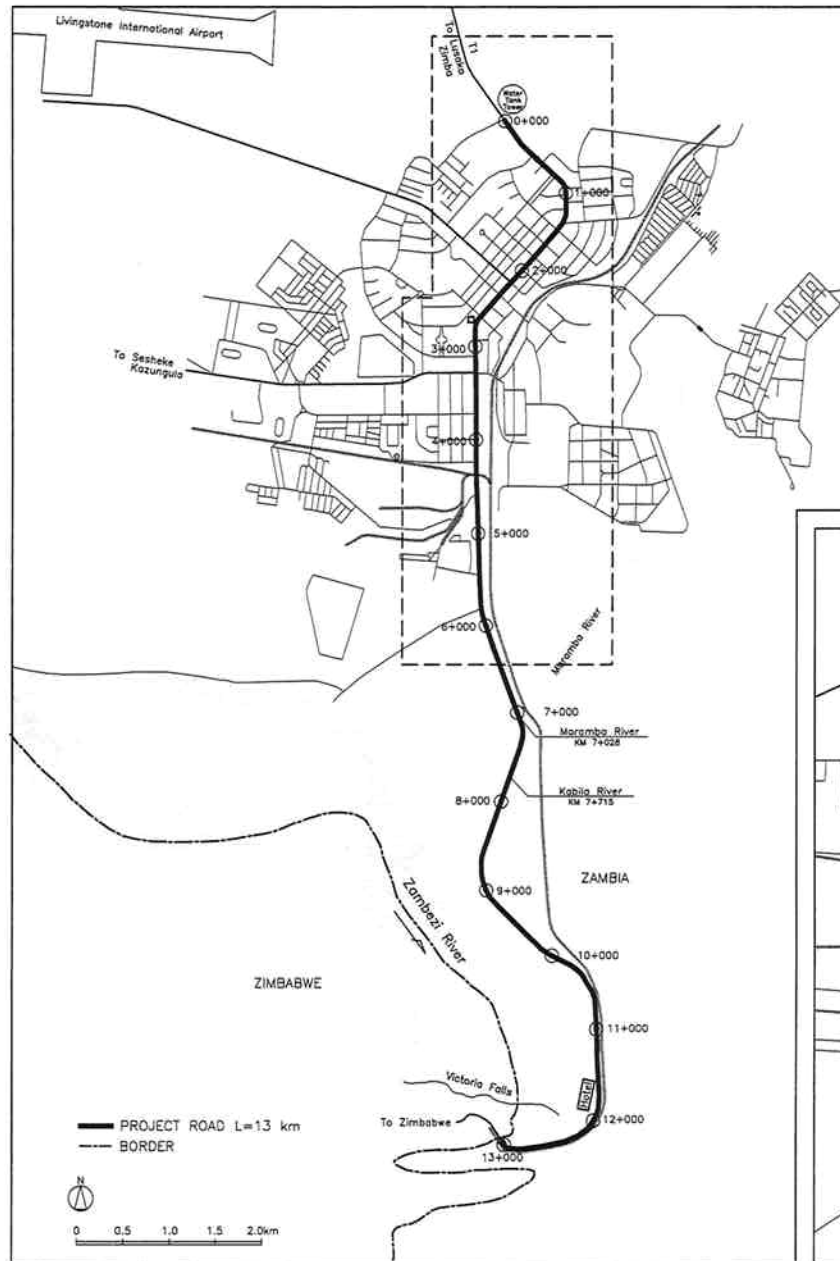 Livingstone International Airport
To Lusaka
Zimba
T1
Water
Tank
Tower
0+000
1+000
2+000
3+000
To Sesheke
Kazungula
4+000
5+000
6+000
Maramba River
7+000
Maramba River
KM 7+028
Kabila River
KM 7+715
8+000
9+000
ZAMBIA
Zambezi River
10+000
ZIMBABWE
11+000
Victoria Falls
Hotel
To Zimbabwe
12+000
13+000
PROJECT ROAD L=13 km
BORDER
N
0 0.5 1.0 1.5 2.0km